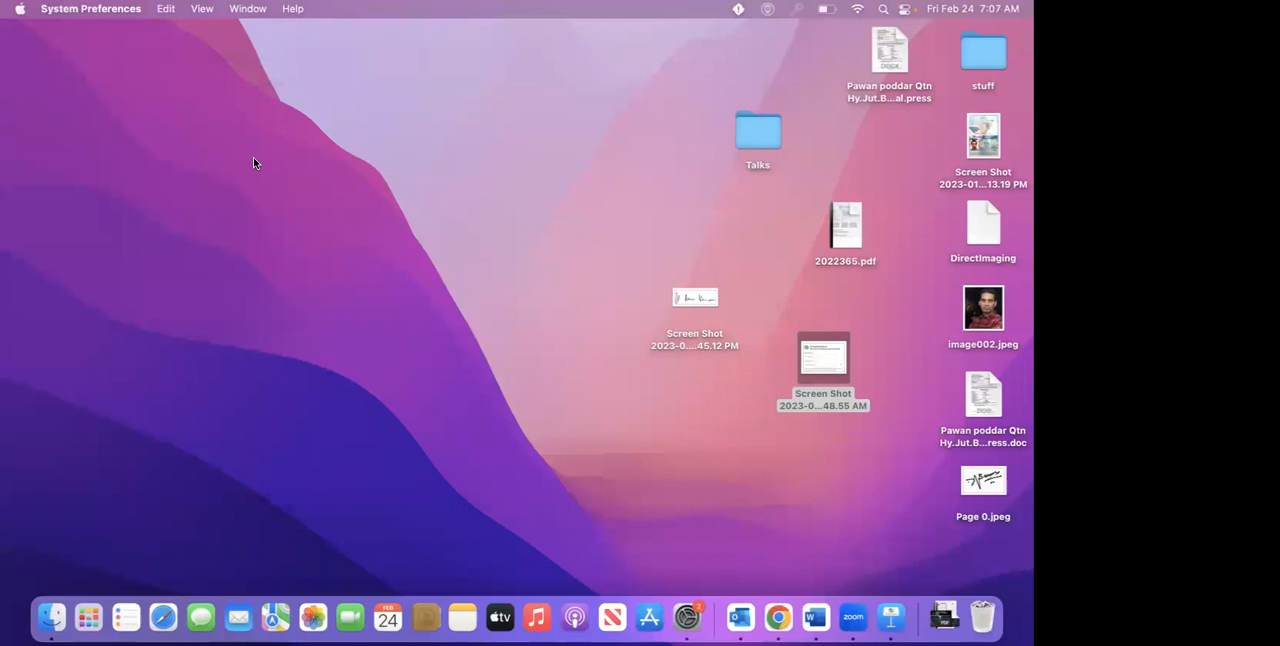 System Preferences Edit View Window Help Fri Feb 24 7:07 AM
Pawan poddar Qtn
Hy.Jut.B...al.press
stuff
Talks
Screen Shot
2023-01...13.19 PM
2022365.pdf
DirectImaging
Screen Shot
2023-0....45.12 PM
image002.jpeg
Screen Shot
2023-0...48.55 AM
Pawan poddar Qtn
Hy.Jut.B...ress.doc
Page 0.jpeg
FEB
24
tv
2
zoom
PDF